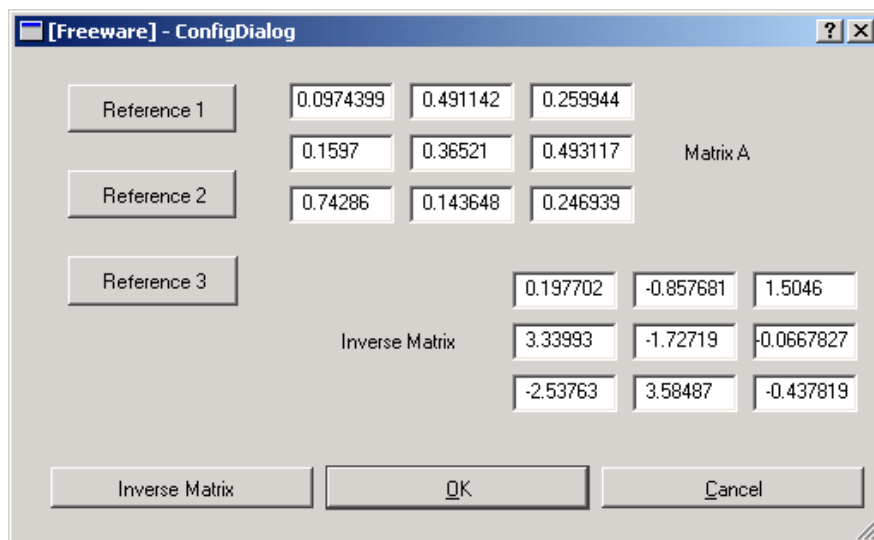 [Freeware] - ConfigDialog
Reference 1 0.0974399 0.491142 0.259944
0.1597 0.36521 0.493117 Matrix A
Reference 2 0.74286 0.143648 0.246939
Reference 3 0.197702 -0.857681 1.5046
Inverse Matrix 3.33993 -1.72719 -0.0667827
-2.53763 3.58487 -0.437819
Inverse Matrix OK Cancel